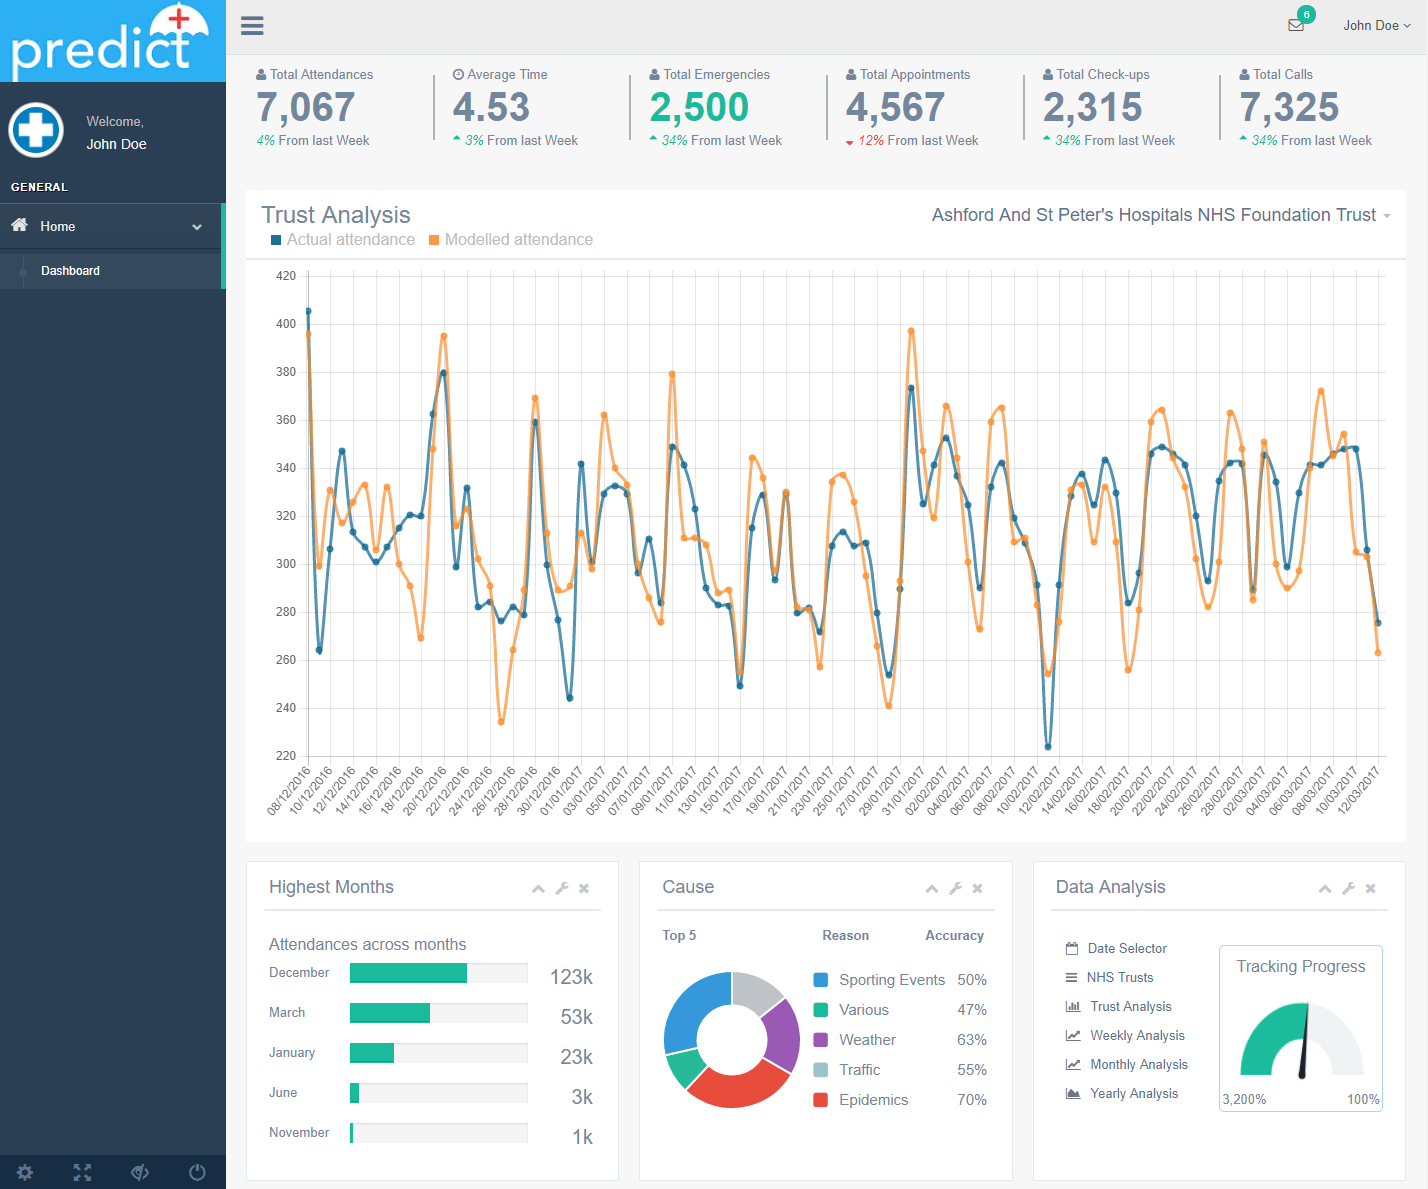 predict
6
John Doe
Welcome,
John Doe
GENERAL
Home
Dashboard
Total Attendances
7,067
4% From last Week
Average Time
4.53
3% From last Week
Total Emergencies
2,500
34% From last Week
Total Appointments
4,567
12% From last Week
Total Check-ups
2,315
34% From last Week
Total Calls
7,325
34% From last Week
Trust Analysis
Ashford And St Peter's Hospitals NHS Foundation Trust
Actual attendance
Modelled attendance
420
400
380
360
340
320
300
280
260
240
220
08/12/2016
10/12/2016
12/12/2016
14/12/2016
16/12/2016
18/12/2016
20/12/2016
22/12/2016
24/12/2016
26/12/2016
28/12/2016
30/12/2016
01/01/2017
03/01/2017
05/01/2017
07/01/2017
09/01/2017
11/01/2017
13/01/2017
15/01/2017
17/01/2017
19/01/2017
21/01/2017
23/01/2017
25/01/2017
27/01/2017
29/01/2017
31/01/2017
02/02/2017
04/02/2017
06/02/2017
08/02/2017
10/02/2017
12/02/2017
14/02/2017
16/02/2017
18/02/2017
20/02/2017
22/02/2017
24/02/2017
26/02/2017
28/02/2017
02/03/2017
04/03/2017
06/03/2017
08/03/2017
10/03/2017
12/03/2017
Highest Months
Attendances across months
December 123k
March 53k
January 23k
June 3k
November 1k
Cause
Top 5 Reason Accuracy
Sporting Events 50%
Various 47%
Weather 63%
Traffic 55%
Epidemics 70%
Data Analysis
Date Selector
NHS Trusts
Trust Analysis
Weekly Analysis
Monthly Analysis
Yearly Analysis
Tracking Progress
3,200% 100%